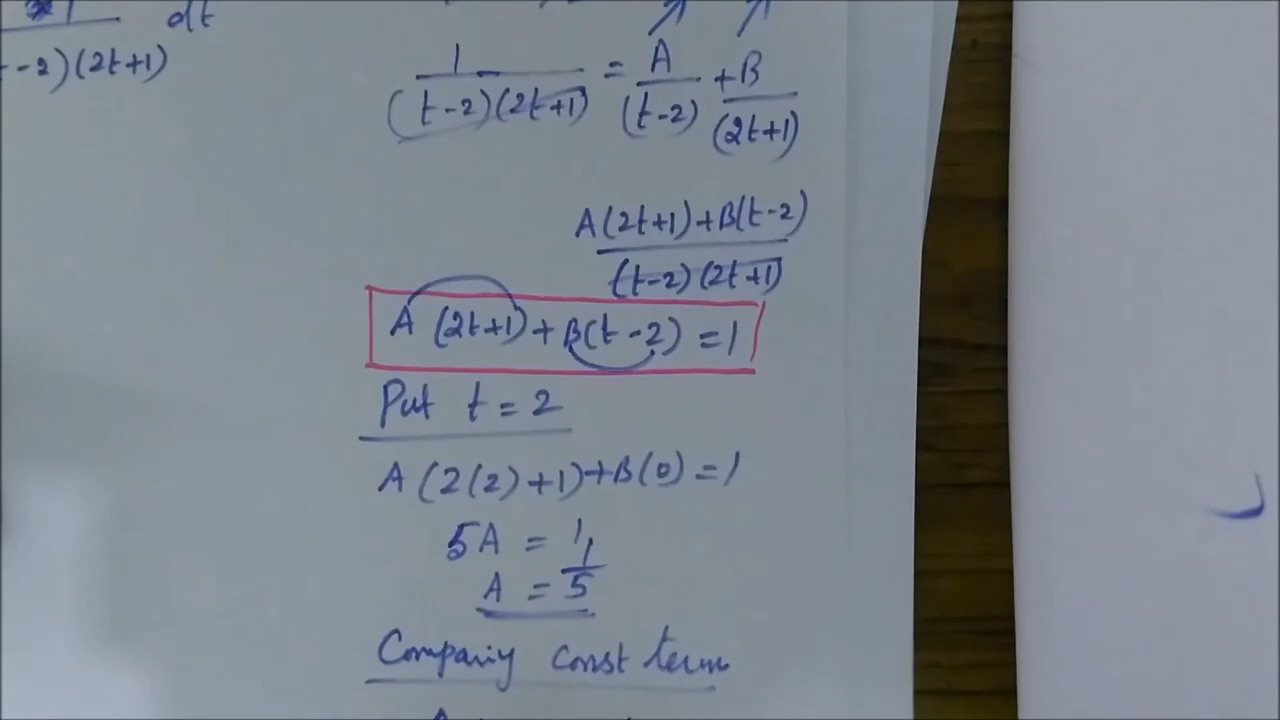 dt
-2)(2t+1)
1/(t-2)(2t+1) = A/(t-2) + B/(2t+1)
A(2t+1)+B(t-2)/(t-2)(2t+1)
A (2t+1)+B(t-2) = 1
Put t = 2
A (2(2)+1)+B(0) = 1
5A = 1
A = 1/5
Compariy const term